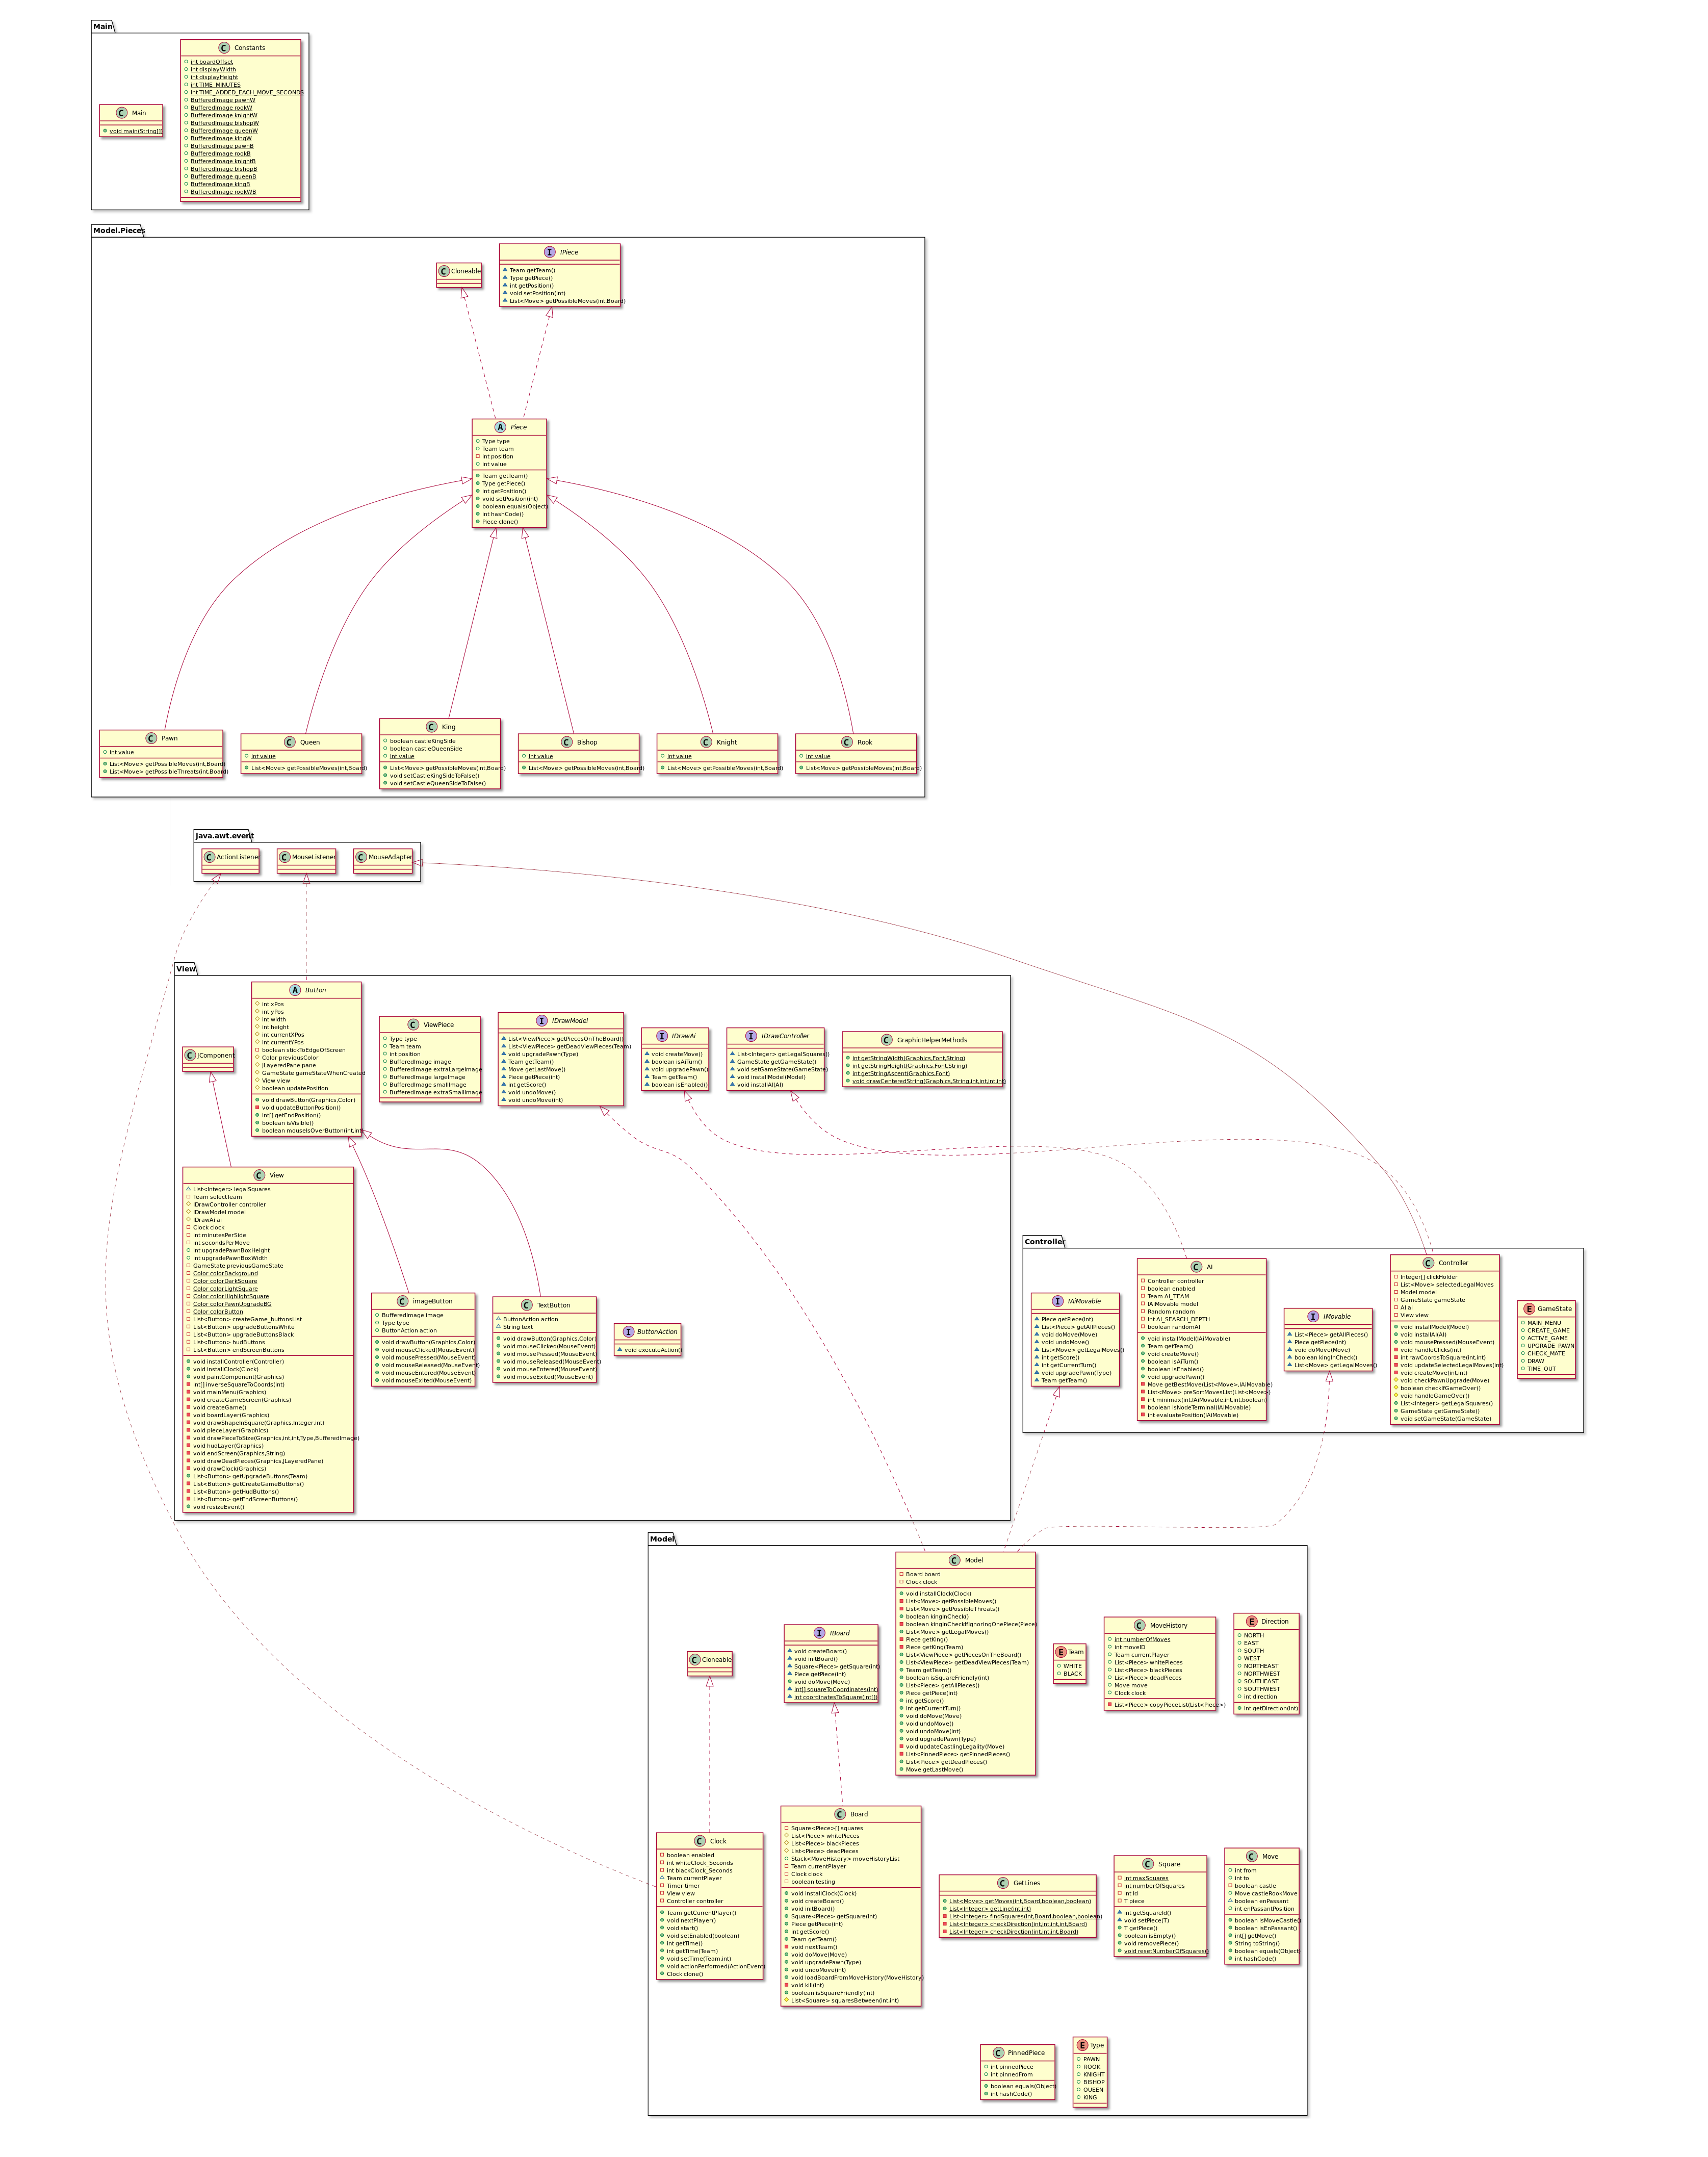 Main
C Constants
int boardOffset
int displayWidth
int displayHeight
int TIME_MINUTES
int TIME_ADDED_EACH_MOVE_SECONDS
BufferedImage pawnW
BufferedImage rookW
BufferedImage knightW
BufferedImage bishopW
BufferedImage queenW
BufferedImage kingW
BufferedImage pawnB
BufferedImage rookB
BufferedImage knightB
BufferedImage bishopB
BufferedImage queenB
BufferedImage kingB
BufferedImage rookWB
C Main
void main(String[])
Model.Pieces
C Cloneable
I IPiece
Team getTeam()
Type getPiece()
int getPosition()
void setPosition(int)
List<Move> getPossibleMoves(int,Board)
A Piece
Type type
Team team
int position
int value
Team getTeam()
Type getPiece()
int getPosition()
void setPosition(int)
boolean equals(Object)
int hashCode()
Piece clone()
C Pawn
int value
List<Move> getPossibleMoves(int,Board)
List<Move> getPossibleThreats(int,Board)
C Queen
int value
List<Move> getPossibleMoves(int,Board)
C King
boolean castleKingSide
boolean castleQueenSide
int value
List<Move> getPossibleMoves(int,Board)
void setCastleKingSideToFalse()
void setCastleQueenSideToFalse()
C Bishop
int value
List<Move> getPossibleMoves(int,Board)
C Knight
int value
List<Move> getPossibleMoves(int,Board)
C Rook
int value
List<Move> getPossibleMoves(int,Board)
java.awt.event
C ActionListener
C MouseListener
C MouseAdapter
View
C JComponent
A Button
int xPos
int yPos
int width
int height
int currentXPos
int currentYPos
boolean stickToEdgeOfScreen
Color previousColor
JLayeredPane pane
GameState gameStateWhenCreated
View view
boolean updatePosition
void drawButton(Graphics,Color)
void updateButtonPosition()
int[] getEndPosition()
boolean isVisible()
boolean mouseIsOverButton(int,int)
C ViewPiece
Type type
Team team
int position
BufferedImage image
BufferedImage extraLargeImage
BufferedImage largeImage
BufferedImage smallImage
BufferedImage extraSmallImage
I IDrawModel
List<ViewPiece> getPiecesOnTheBoard()
List<ViewPiece> getDeadViewPieces(Team)
void upgradePawn(Type)
Team getTeam()
Move getLastMove()
Piece getPiece(int)
int getScore()
void undoMove()
void undoMove(int)
I IDrawAi
void createMove()
boolean isAiTurn()
void upgradePawn()
Team getTeam()
boolean isEnabled()
I IDrawController
List<Integer> getLegalSquares()
GameState getGameState()
void setGameState(GameState)
void installModel(Model)
void installAI(AI)
C GraphicHelperMethods
int getStringWidth(Graphics,Font,String)
int getStringHeight(Graphics,Font,String)
int getStringAscent(Graphics,Font)
void drawCenteredString(Graphics,String,int,int,int,int)
C View
List<Integer> legalSquares
Team selectTeam
IDrawController controller
IDrawModel model
IDrawAi ai
Clock clock
int minutesPerSide
int secondsPerMove
int upgradePawnBoxHeight
int upgradePawnBoxWidth
GameState previousGameState
Color colorBackground
Color colorDarkSquare
Color colorLightSquare
Color colorHighlightSquare
Color colorPawnUpgradeBG
Color colorButton
List<Button> createGame_buttonsList
List<Button> upgradeButtonsWhite
List<Button> upgradeButtonsBlack
List<Button> hudButtons
List<Button> endScreenButtons
void installController(Controller)
void installClock(Clock)
void paintComponent(Graphics)
int[] inverseSquareToCoords(int)
void mainMenu(Graphics)
void createGameScreen(Graphics)
void createGame()
void boardLayer(Graphics)
void drawShapeInSquare(Graphics,Integer,int)
void pieceLayer(Graphics)
void drawPieceToSize(Graphics,int,int,Type,BufferedImage)
void hudLayer(Graphics)
void endScreen(Graphics,String)
void drawDeadPieces(Graphics,JLayeredPane)
void drawClock(Graphics)
List<Button> getUpgradeButtons(Team)
List<Button> getCreateGameButtons()
List<Button> getHudButtons()
List<Button> getEndScreenButtons()
void resizeEvent()
C imageButton
BufferedImage image
Type type
ButtonAction action
void drawButton(Graphics,Color)
void mouseClicked(MouseEvent)
void mousePressed(MouseEvent)
void mouseReleased(MouseEvent)
void mouseEntered(MouseEvent)
void mouseExited(MouseEvent)
C TextButton
ButtonAction action
String text
void drawButton(Graphics,Color)
void mouseClicked(MouseEvent)
void mousePressed(MouseEvent)
void mouseReleased(MouseEvent)
void mouseEntered(MouseEvent)
void mouseExited(MouseEvent)
I ButtonAction
void executeAction()
Controller
I IAiMovable
Piece getPiece(int)
List<Piece> getAllPieces()
void doMove(Move)
void undoMove()
List<Move> getLegalMoves()
int getScore()
int getCurrentTurn()
void upgradePawn(Type)
Team getTeam()
C AI
Controller controller
boolean enabled
Team AI_TEAM
IAiMovable model
Random random
int AI_SEARCH_DEPTH
boolean randomAI
void installModel(IAiMovable)
Team getTeam()
void createMove()
boolean isAiTurn()
boolean isEnabled()
void upgradePawn()
Move getBestMove(List<Move>,IAiMovable)
List<Move> preSortMovesList(List<Move>)
int minimax(int,IAiMovable,int,int,boolean)
boolean isNodeTerminal(IAiMovable)
int evaluatePosition(IAiMovable)
I IMovable
List<Piece> getAllPieces()
Piece getPiece(int)
void doMove(Move)
boolean kingInCheck()
List<Move> getLegalMoves()
C Controller
Integer[] clickHolder
List<Move> selectedLegalMoves
Model model
GameState gameState
AI ai
View view
void installModel(Model)
void installAI(AI)
void mousePressed(MouseEvent)
void handleClicks(int)
int rawCoordsToSquare(int,int)
void updateSelectedLegalMoves(int)
void createMove(int,int)
void checkPawnUpgrade(Move)
boolean checkIfGameOver()
void handleGameOver()
List<Integer> getLegalSquares()
GameState getGameState()
void setGameState(GameState)
E GameState
MAIN_MENU
CREATE_GAME
ACTIVE_GAME
UPGRADE_PAWN
CHECK_MATE
DRAW
TIME_OUT
Model
C Cloneable
I IBoard
void createBoard()
void initBoard()
Square<Piece> getSquare(int)
Piece getPiece(int)
void doMove(Move)
int[] squareToCoordinates(int)
int coordinatesToSquare(int[])
C Model
Board board
Clock clock
void installClock(Clock)
List<Move> getPossibleMoves()
List<Move> getPossibleThreats()
boolean kingInCheck()
boolean kingInCheckIfIgnoringOnePiece(Piece)
List<Move> getLegalMoves()
Piece getKing()
Piece getKing(Team)
List<ViewPiece> getPiecesOnTheBoard()
List<ViewPiece> getDeadViewPieces(Team)
Team getTeam()
boolean isSquareFriendly(int)
List<Piece> getAllPieces()
Piece getPiece(int)
int getScore()
int getCurrentTurn()
void doMove(Move)
void undoMove()
void undoMove(int)
void upgradePawn(Type)
void updateCastlingLegality(Move)
List<PinnedPiece> getPinnedPieces()
List<Piece> getDeadPieces()
Move getLastMove()
E Team
WHITE
BLACK
C MoveHistory
int numberOfMoves
int moveID
Team currentPlayer
List<Piece> whitePieces
List<Piece> blackPieces
List<Piece> deadPieces
Move move
Clock clock
List<Piece> copyPieceList(List<Piece>)
E Direction
NORTH
EAST
SOUTH
WEST
NORTHEAST
NORTHWEST
SOUTHEAST
SOUTHWEST
int direction
int getDirection(int)
C Clock
boolean enabled
int whiteClock_Seconds
int blackClock_Seconds
Team currentPlayer
Timer timer
View view
Controller controller
Team getCurrentPlayer()
void nextPlayer()
void start()
void setEnabled(boolean)
int getTime()
int getTime(Team)
void setTime(Team,int)
void actionPerformed(ActionEvent)
Clock clone()
C Board
Square<Piece>[] squares
List<Piece> whitePieces
List<Piece> blackPieces
List<Piece> deadPieces
Stack<MoveHistory> moveHistoryList
Team currentPlayer
Clock clock
boolean testing
void installClock(Clock)
void createBoard()
void initBoard()
Square<Piece> getSquare(int)
Piece getPiece(int)
int getScore()
Team getTeam()
void nextTeam()
void doMove(Move)
void upgradePawn(Type)
void undoMove(int)
void loadBoardFromMoveHistory(MoveHistory)
void kill(int)
boolean isSquareFriendly(int)
List<Square> squaresBetween(int,int)
C GetLines
List<Move> getMoves(int,Board,boolean,boolean)
List<Integer> getLine(int,int)
List<Integer> findSquares(int,Board,boolean,boolean)
List<Integer> checkDirection(int,int,int,int,Board)
List<Integer> checkDirection(int,int,int,Board)
C Square
int maxSquares
int numberOfSquares
int Id
T piece
int getSquareId()
void setPiece(T)
T getPiece()
boolean isEmpty()
void removePiece()
void resetNumberOfSquares()
C Move
int from
int to
boolean castle
Move castleRookMove
boolean enPassant
int enPassantPosition
boolean isMoveCastle()
boolean isEnPassant()
int[] getMove()
String toString()
boolean equals(Object)
int hashCode()
C PinnedPiece
int pinnedPiece
int pinnedFrom
boolean equals(Object)
int hashCode()
E Type
PAWN
ROOK
KNIGHT
BISHOP
QUEEN
KING